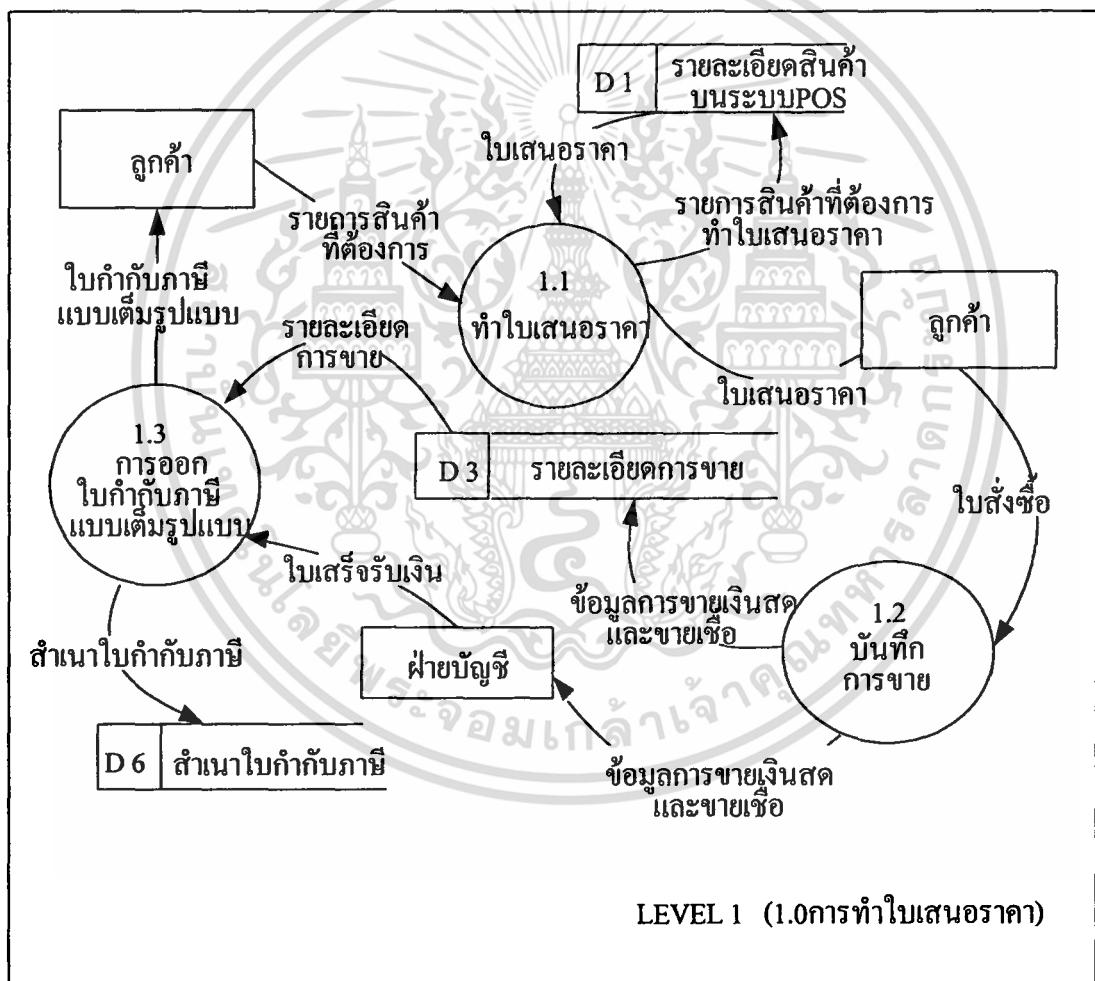 D 1
รายละเอียดสินค้า
บนระบบPOS
ลูกค้า
ใบเสนอราคา
รายการสินค้า
ที่ต้องการ
รายการสินค้าที่ต้องการ
ทำใบเสนอราคา
1.1
ทำใบเสนอราคา
ใบกำกับภาษี
แบบเต็มรูปแบบ
รายละเอียด
การขาย
ลูกค้า
ใบเสนอราคา
1.3
การออก
ใบกำกับภาษี
แบบเต็มรูปแบบ
D 3
รายละเอียดการขาย
ใบสั่งซื้อ
ใบเสร็จรับเงิน
ข้อมูลการขายเงินสด
และขายเชื่อ
1.2
บันทึก
การขาย
สำเนาใบกำกับภาษี
ฝ่ายบัญชี
D 6
สำเนาใบกำกับภาษี
ข้อมูลการขายเงินสด
และขายเชื่อ
LEVEL 1 (1.0การทำใบเสนอราคา)